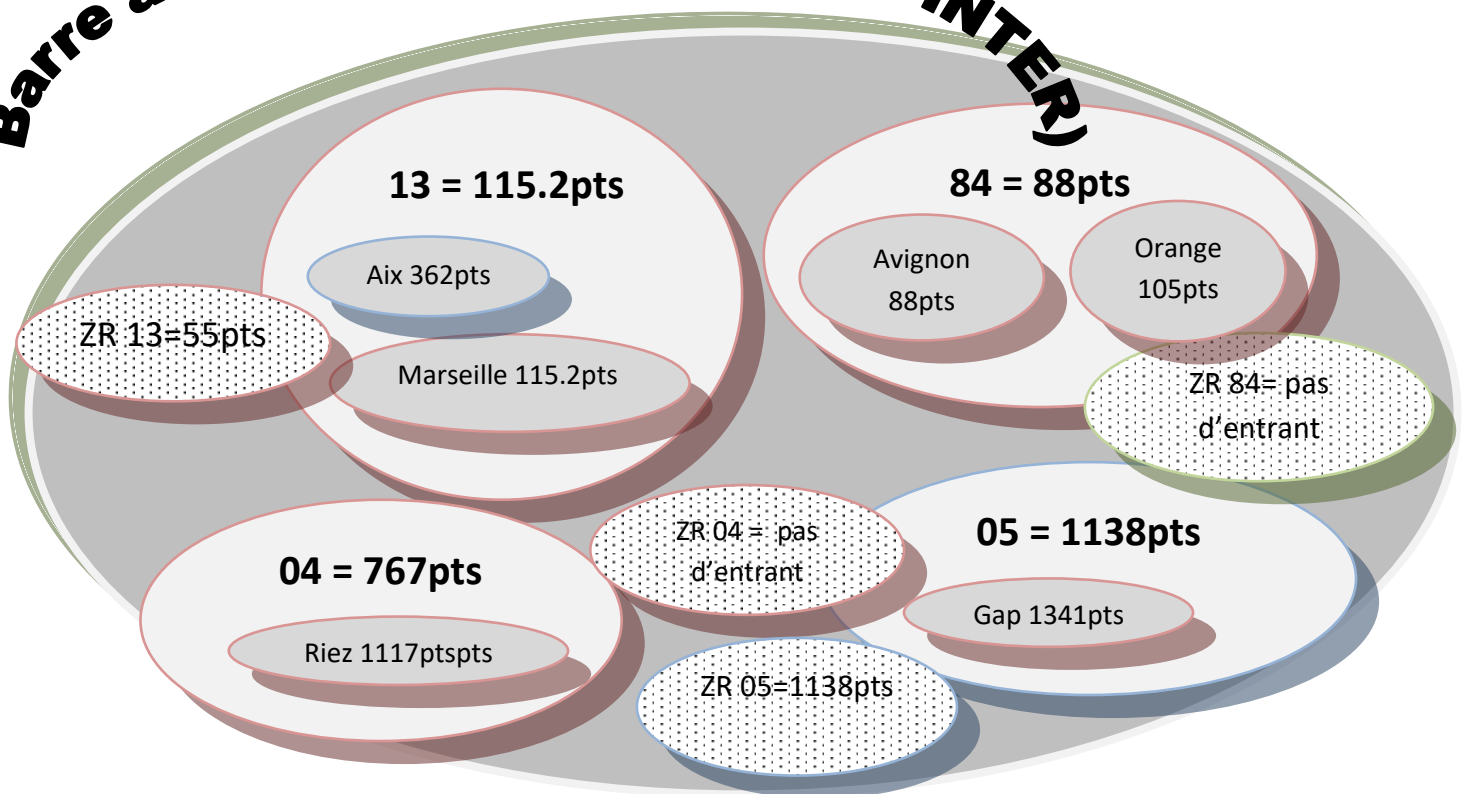 Barre
INTER)
13 = 115.2pts
84 = 88pts
Aix 362pts
Avignon
88pts
Orange
105pts
ZR 13=55pts
Marseille 115.2pts
ZR 84= pas
d’entrant
04 = 767pts
ZR 04 = pas
d’entrant
05 = 1138pts
Riez 1117ptspts
Gap 1341pts
ZR 05=1138pts